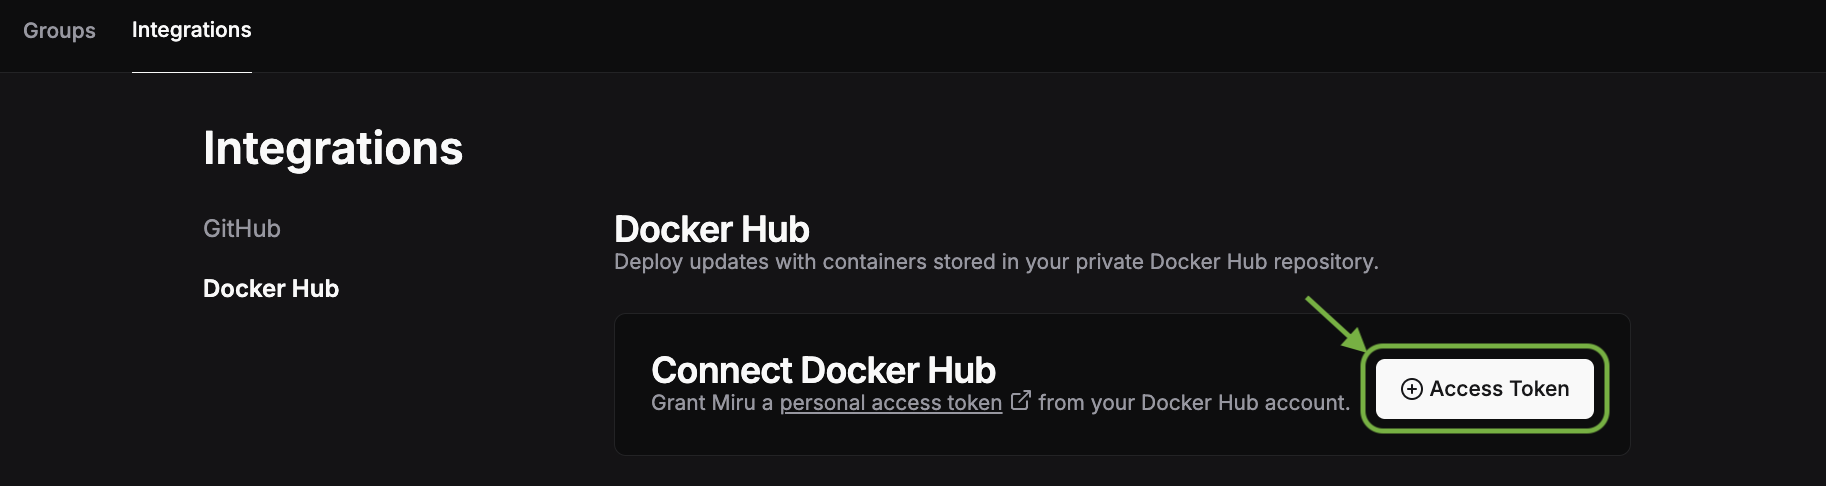 Groups Integrations
Integrations
GitHub
Docker Hub
Docker Hub
Deploy updates with containers stored in your private Docker Hub repository.
Connect Docker Hub
Grant Miru a personal access token from your Docker Hub account.
Access Token